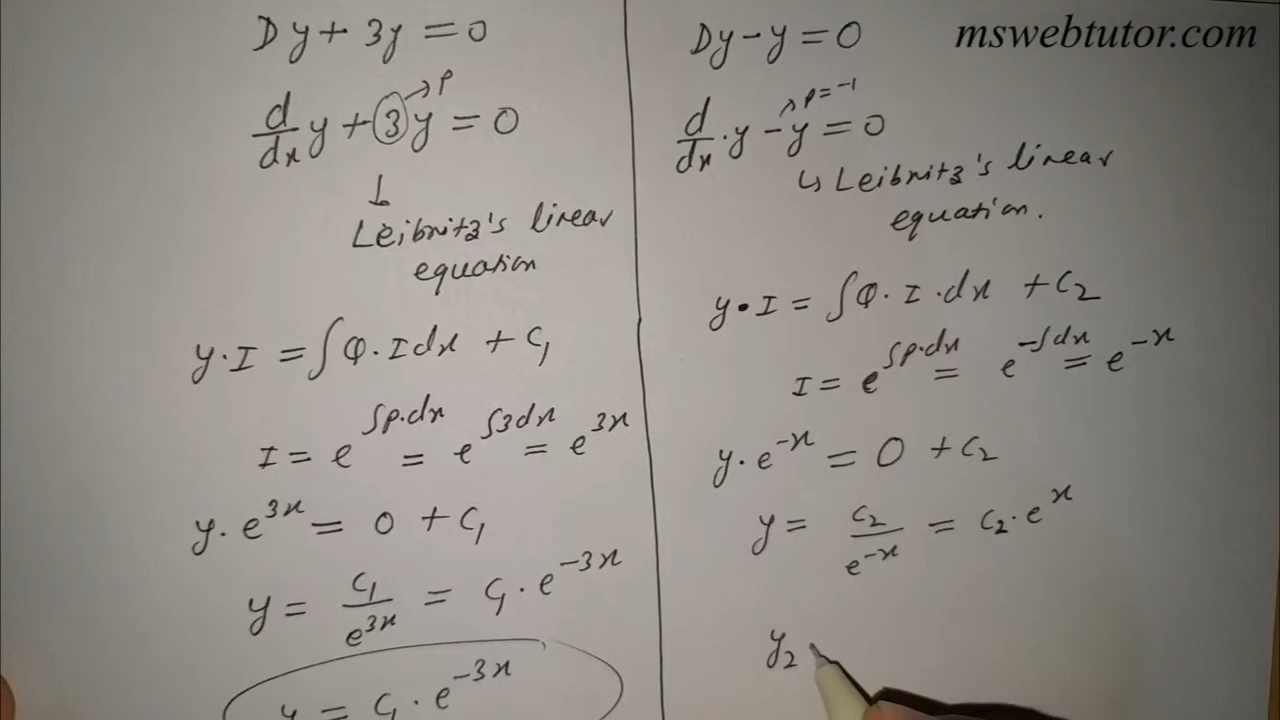 mswebtutor.com
Dy + 3y = 0
d/dx y + 3y = 0 → P
↓
Leibnitz's linear
equation
y · I = ∫Q · I dx + C₁
I = e^∫p·dx = e^∫3dx = e^3x
y · e^3x = 0 + C₁
y = C₁/e^3x = C₁ · e^-3x
y = C₁ · e^-3x
Dy - y = 0
d/dx · y - y = 0 → P = -1
↳ Leibnitz's linear
equation.
y · I = ∫Q · I · dx + C₂
I = e^∫p·dx = e^-∫dx = e^-x
y · e^-x = 0 + C₂
y = C₂/e^-x = C₂ · e^x
y₂